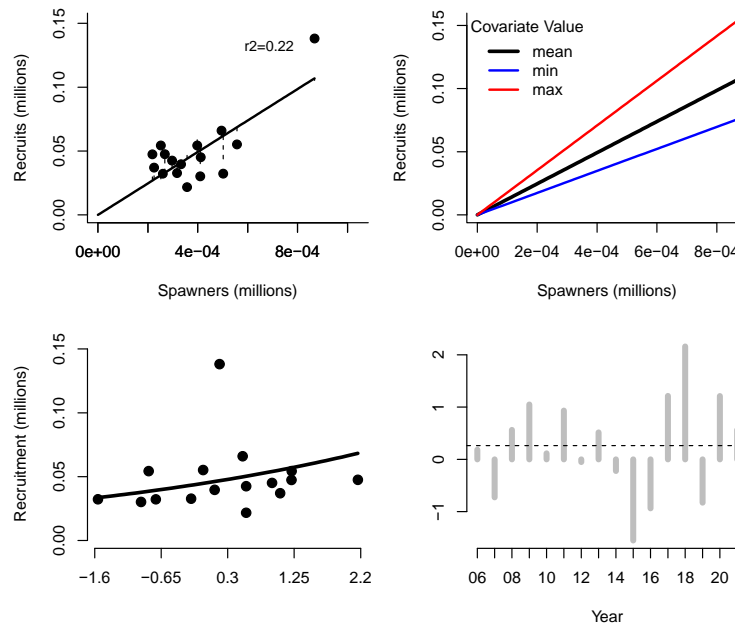 0.15
0.10
0.05
0.00
Recruits (millions)
r2=0.22
0e+00
4e−04
8e−04
Spawners (millions)
0.15
0.10
0.05
0.00
Recruits (millions)
Covariate Value
mean
min
max
0e+00
2e−04
4e−04
6e−04
8e−04
Spawners (millions)
0.15
0.10
0.05
0.00
Recruitment (millions)
−1.6
−0.65
0.3
1.25
2.2
2
1
0
−1
06
08
10
12
14
16
18
20
Year